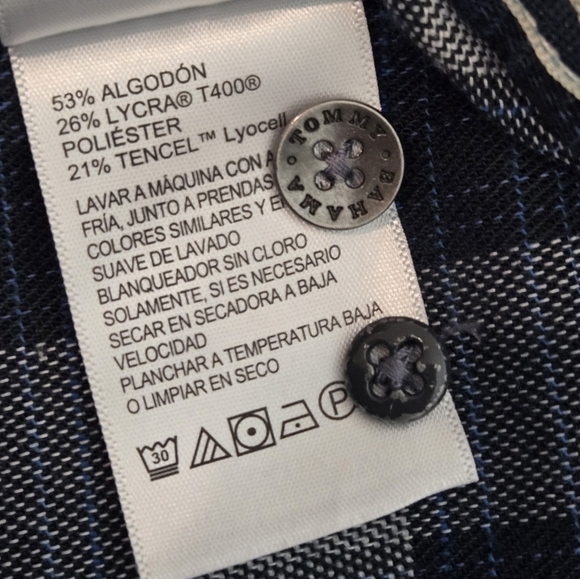 53% ALGODÓN
26% LYCRA® T400®
POLIÉSTER
21% TENCEL™ Lyocell
LAVAR A MÁQUINA CON
FRÍA, JUNTO A PRENDAS
COLORES SIMILARES Y
SUAVE DE LAVADO
BLANQUEADOR SIN CLORO
SOLAMENTE, SI ES NECESARIO
SECAR EN SECADORA A BAJA
VELOCIDAD
PLANCHAR A TEMPERATURA BAJA
O LIMPIAR EN SECO
30
P
TOMMY BAHAMA